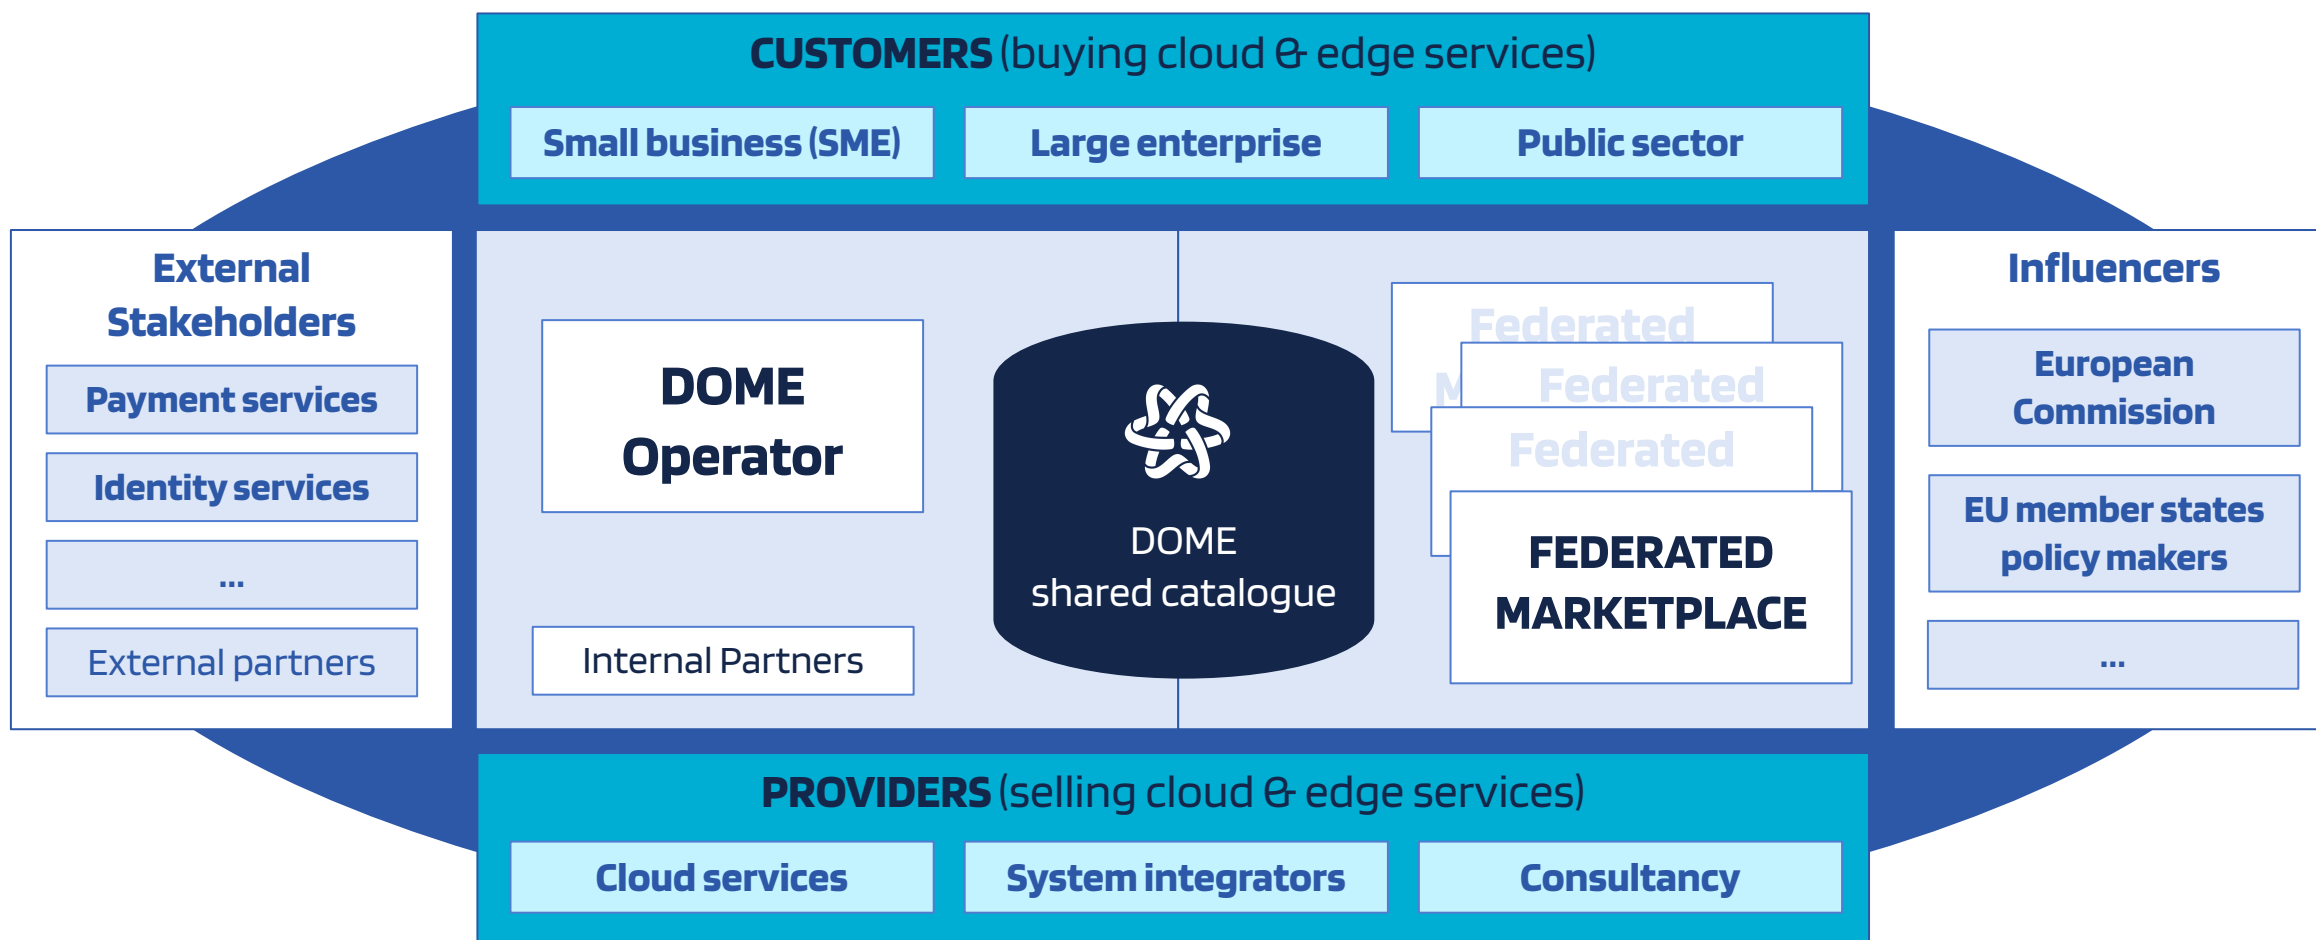 CUSTOMERS (buying cloud & edge services)
Small business (SME)
Large enterprise
Public sector
External
Stakeholders
Payment services
Identity services
...
External partners
DOME
Operator
Internal Partners
DOME
shared catalogue
Federated
M
Federated
Federated
FEDERATED
MARKETPLACE
Influencers
European
Commission
EU member states
policy makers
...
PROVIDERS (selling cloud & edge services)
Cloud services
System integrators
Consultancy